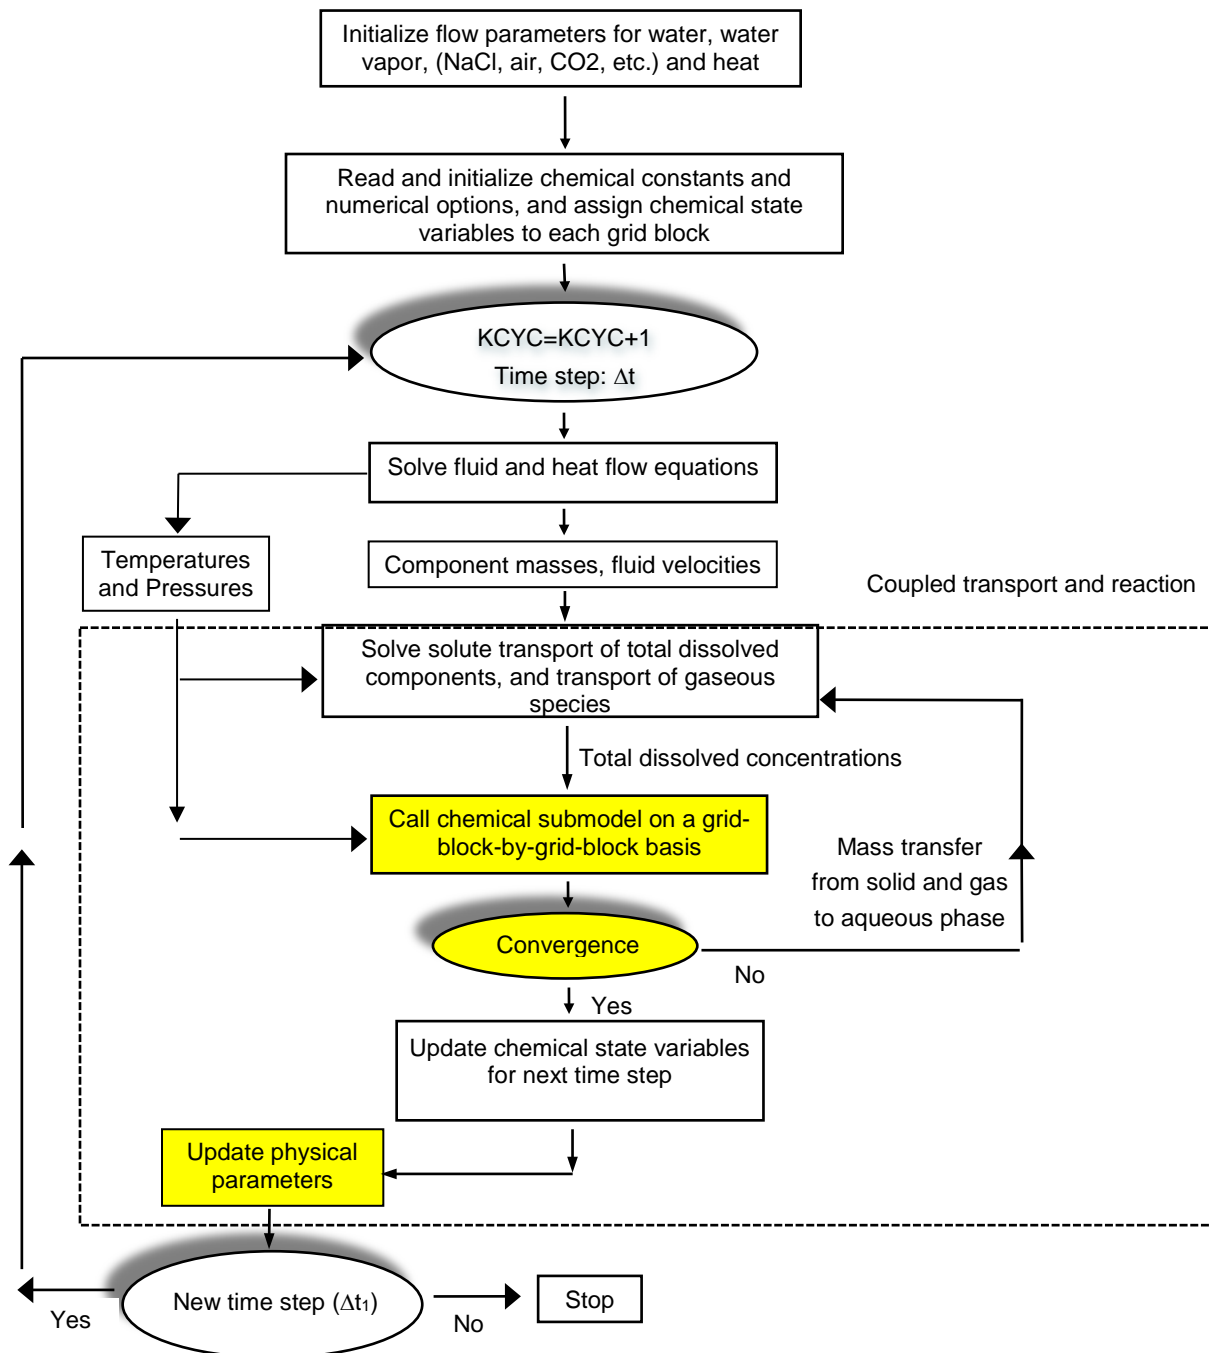 Initialize flow parameters for water, water
vapor, (NaCl, air, CO2, etc.) and heat
Read and initialize chemical constants and
numerical options, and assign chemical state
variables to each grid block
KCYC=KCYC+1
Time step: Δt
Solve fluid and heat flow equations
Temperatures
and Pressures
Component masses, fluid velocities
Coupled transport and reaction
Solve solute transport of total dissolved
components, and transport of gaseous
species
Total dissolved concentrations
Call chemical submodel on a grid-
block-by-grid-block basis
Mass transfer
from solid and gas
to aqueous phase
Convergence
No
Yes
Update chemical state variables
for next time step
Update physical
parameters
New time step (Δt₁)
Yes
No
Stop